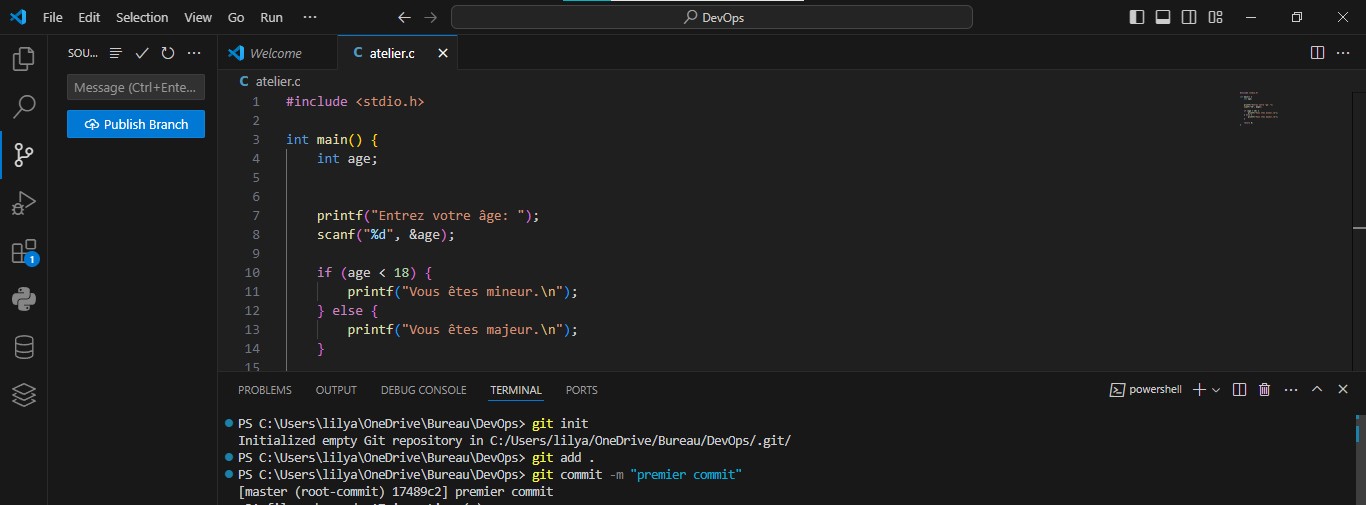 File Edit Selection View Go Run ··· DevOps
SOU... Welcome atelier.c
Message (Ctrl+Ente...
Publish Branch
C atelier.c
1 #include <stdio.h>
2
3 int main() {
4 int age;
5
6
7 printf("Entrez votre âge: ");
8 scanf("%d", &age);
9
10 if (age < 18) {
11 printf("Vous êtes mineur.\n");
12 } else {
13 printf("Vous êtes majeur.\n");
14 }
15
1
PROBLEMS OUTPUT DEBUG CONSOLE TERMINAL PORTS powershell
PS C:\Users\lilya\OneDrive\Bureau\DevOps> git init
Initialized empty Git repository in C:/Users/lilya/OneDrive/Bureau/DevOps/.git/
PS C:\Users\lilya\OneDrive\Bureau\DevOps> git add .
PS C:\Users\lilya\OneDrive\Bureau\DevOps> git commit -m "premier commit"
[master (root-commit) 17489c2] premier commit